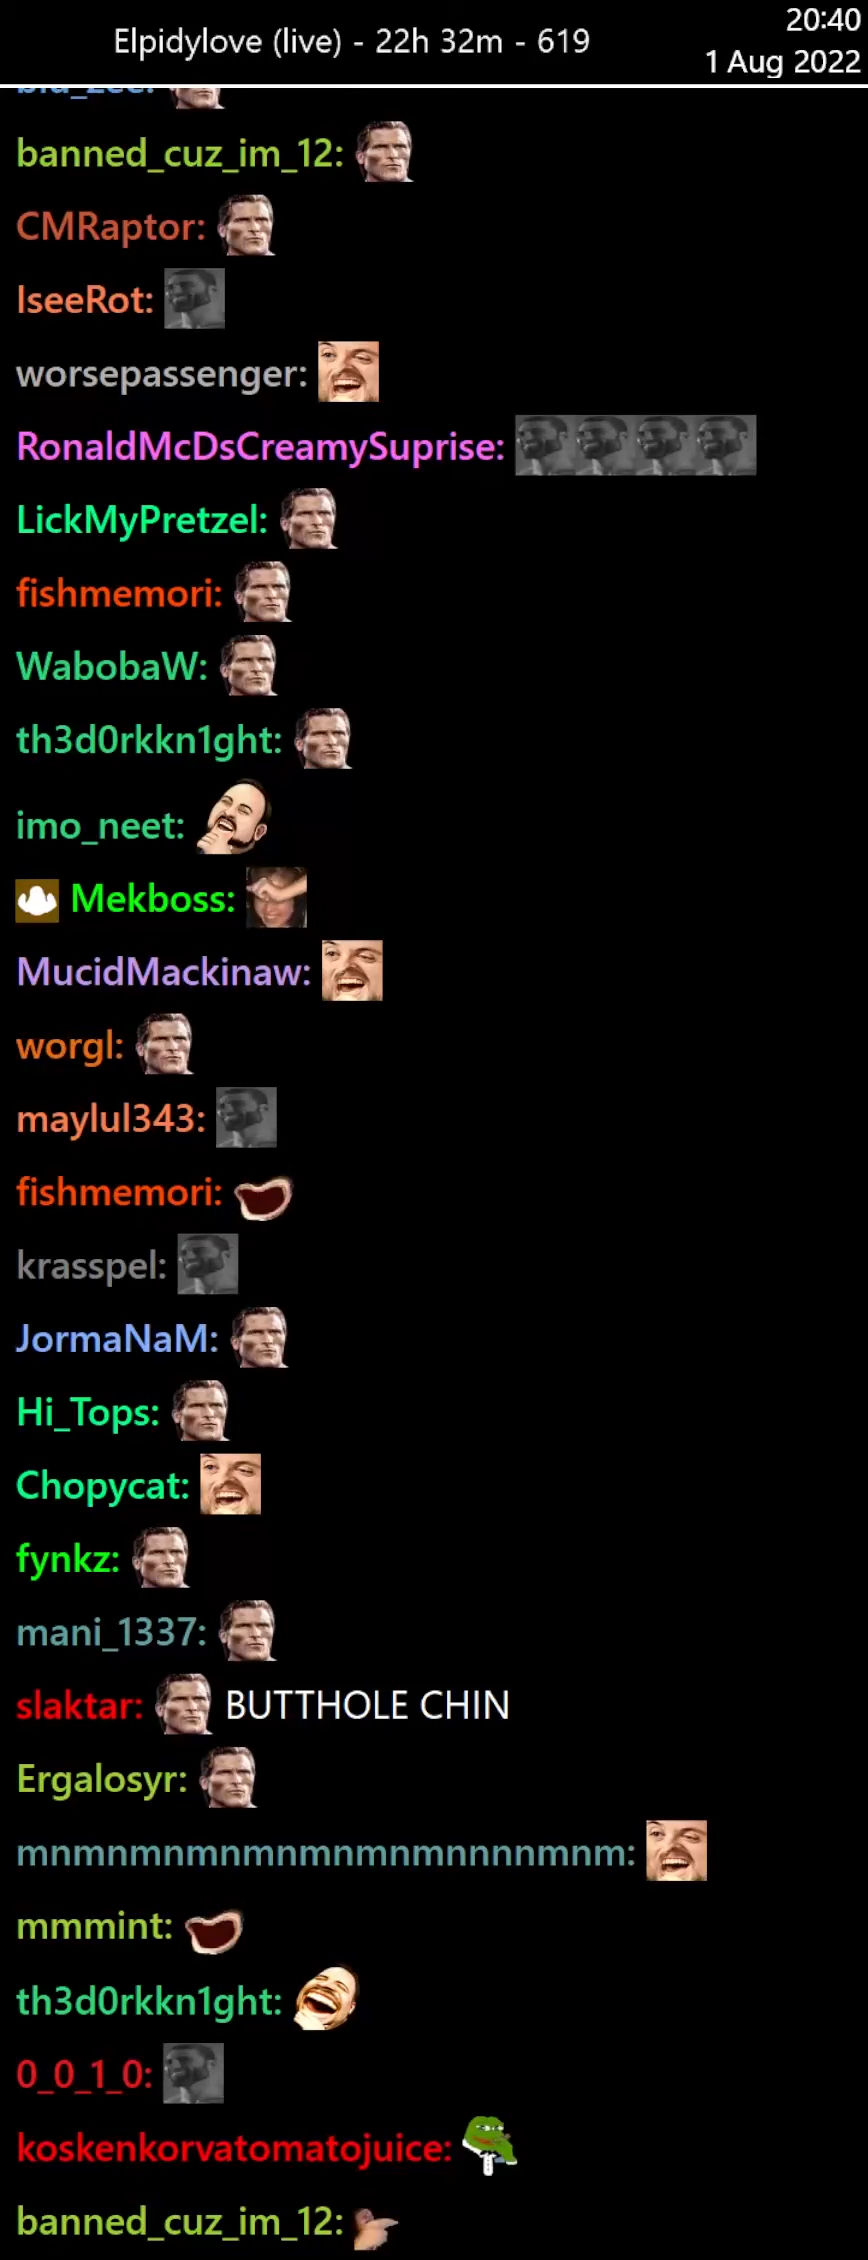 Elpidylove (live) - 22h 32m - 619
20:40
1 Aug 2022
blu_zee:
banned_cuz_im_12:
CMRaptor:
IseeRot:
worsepassenger:
RonaldMcDsCreamySuprise:
LickMyPretzel:
fishmemori:
WabobaW:
th3d0rkkn1ght:
imo_neet:
Mekboss:
MucidMackinaw:
worgl:
maylul343:
fishmemori:
krasspel:
JormaNaM:
Hi_Tops:
Chopycat:
fynkz:
mani_1337:
slaktar: BUTTHOLE CHIN
Ergalosyr:
mnmnmnmnmnmnmnmnnnnmnm:
mmmint:
th3d0rkkn1ght:
0_0_1_0:
koskenkorvatomatojuice:
banned_cuz_im_12: